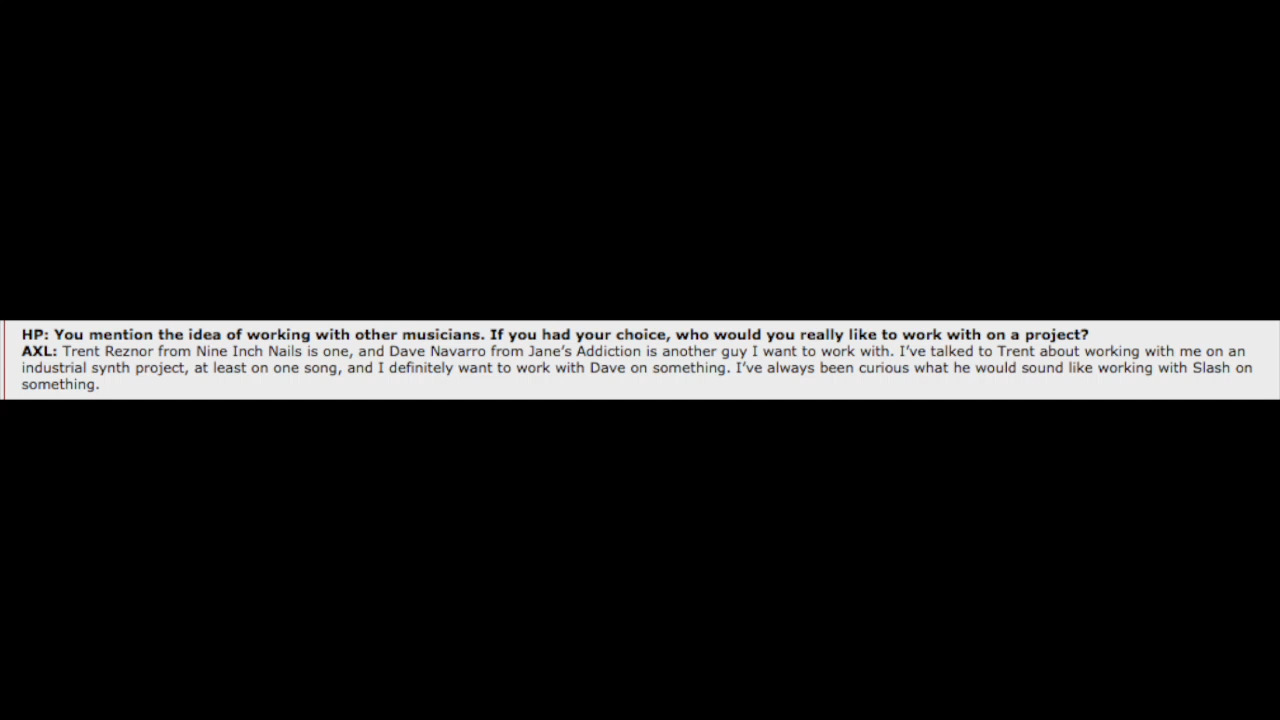 HP: You mention the idea of working with other musicians. If you had your choice, who would you really like to work with on a project?
AXL: Trent Reznor from Nine Inch Nails is one, and Dave Navarro from Jane’s Addiction is another guy I want to work with. I’ve talked to Trent about working with me on an
industrial synth project, at least on one song, and I definitely want to work with Dave on something. I’ve always been curious what he would sound like working with Slash on
something.